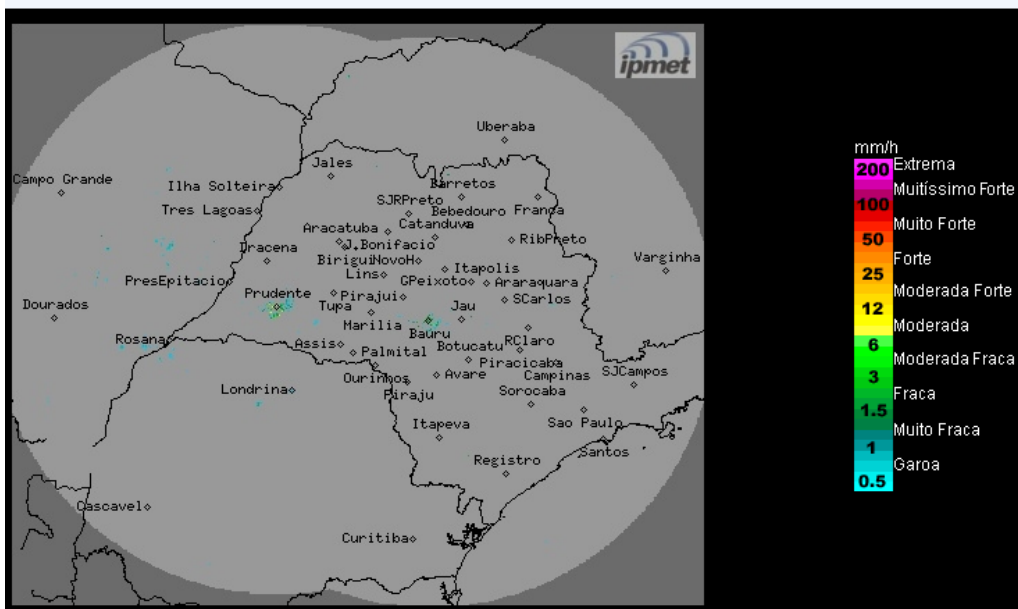 ipmet
Uberaba
Jales
Campo Grande
Ilha Solteira
Barretos
SJRPreto
Tres Lagoas
Bebedouro
Franca
Aracatuba
Catanduva
J.Bonifacio
RibPreto
Dracena
Birigui
NovoH
Itapolis
Varginha
PresEpitacio
Lins
GPeixoto
Araraquara
Prudente
Tupa
Pirajui
SCarlos
Dourados
Marilia
Jau
Bauru
Rosana
Assis
Palmital
Botucatu
RClaro
Piracicaba
Ourinhos
Avare
Campinas
SJCampos
Londrina
Piraju
Sorocaba
Itapeva
Sao Paulo
Santos
Registro
Cascavel
Curitiba
mm/h
200 Extrema
Muitíssimo Forte
100
Muito Forte
50
Forte
25
Moderada Forte
12
Moderada
6
Moderada Fraca
3
Fraca
1.5
Muito Fraca
1
Garoa
0.5